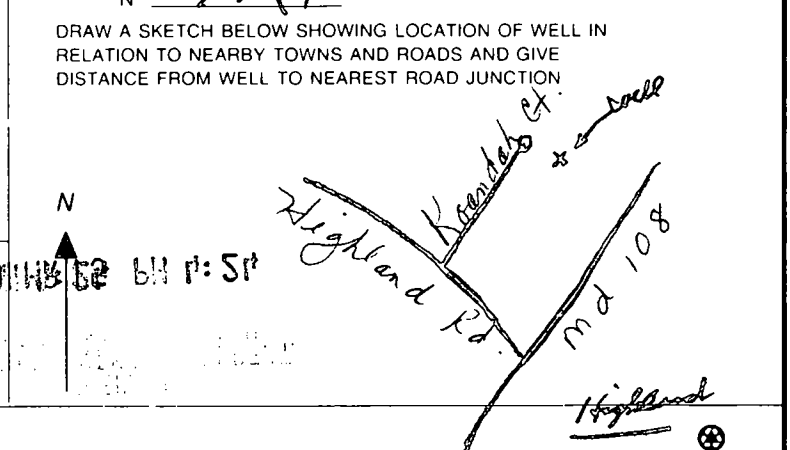 N
DRAW A SKETCH BELOW SHOWING LOCATION OF WELL IN
RELATION TO NEARBY TOWNS AND ROADS AND GIVE
DISTANCE FROM WELL TO NEAREST ROAD JUNCTION
well
Ct.
Highland Rd.
Md 108
N
Highland